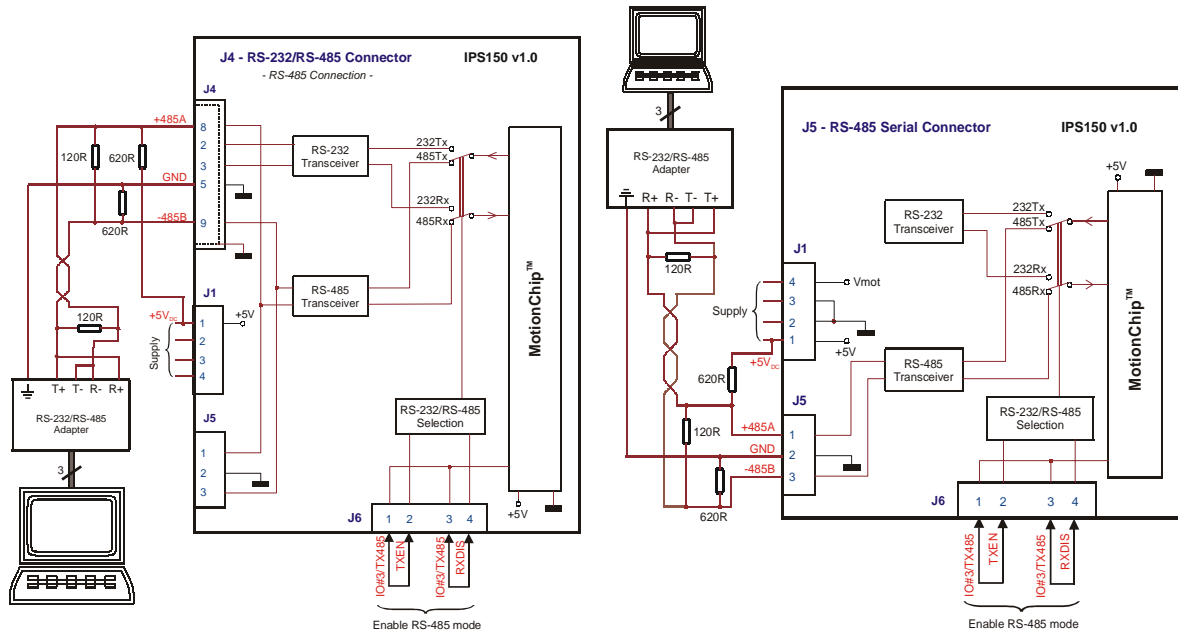 J4 - RS-232/RS-485 Connector
- RS-485 Connection -
IPS150 v1.0
J4
+485A
8
2
3
GND
5
-485B
9
120R
620R
620R
RS-232
Transceiver
232Tx
485Tx
232Rx
485Rx
RS-485
Transceiver
MotionChip™
J1
+5VDC
1
+5V
2
3
4
Supply
120R
T+ T- R- R+
RS-232/RS-485
Adapter
3
J5
1
2
3
RS-232/RS-485
Selection
+5V
J6
1 2 3 4
IO#3/TX485
TXEN
IO#3/TX485
RXDIS
Enable RS-485 mode
3
RS-232/RS-485
Adapter
R+ R- T- T+
120R
J5 - RS-485 Serial Connector
IPS150 v1.0
+5V
RS-232
Transceiver
232Tx
485Tx
232Rx
485Rx
MotionChip™
J1
4
Vmot
3
2
1
+5V
Supply
+5VDC
620R
RS-485
Transceiver
J5
+485A
1
GND
2
-485B
3
120R
620R
RS-232/RS-485
Selection
J6
1 2 3 4
IO#3/TX485
TXEN
IO#3/TX485
RXDIS
Enable RS-485 mode